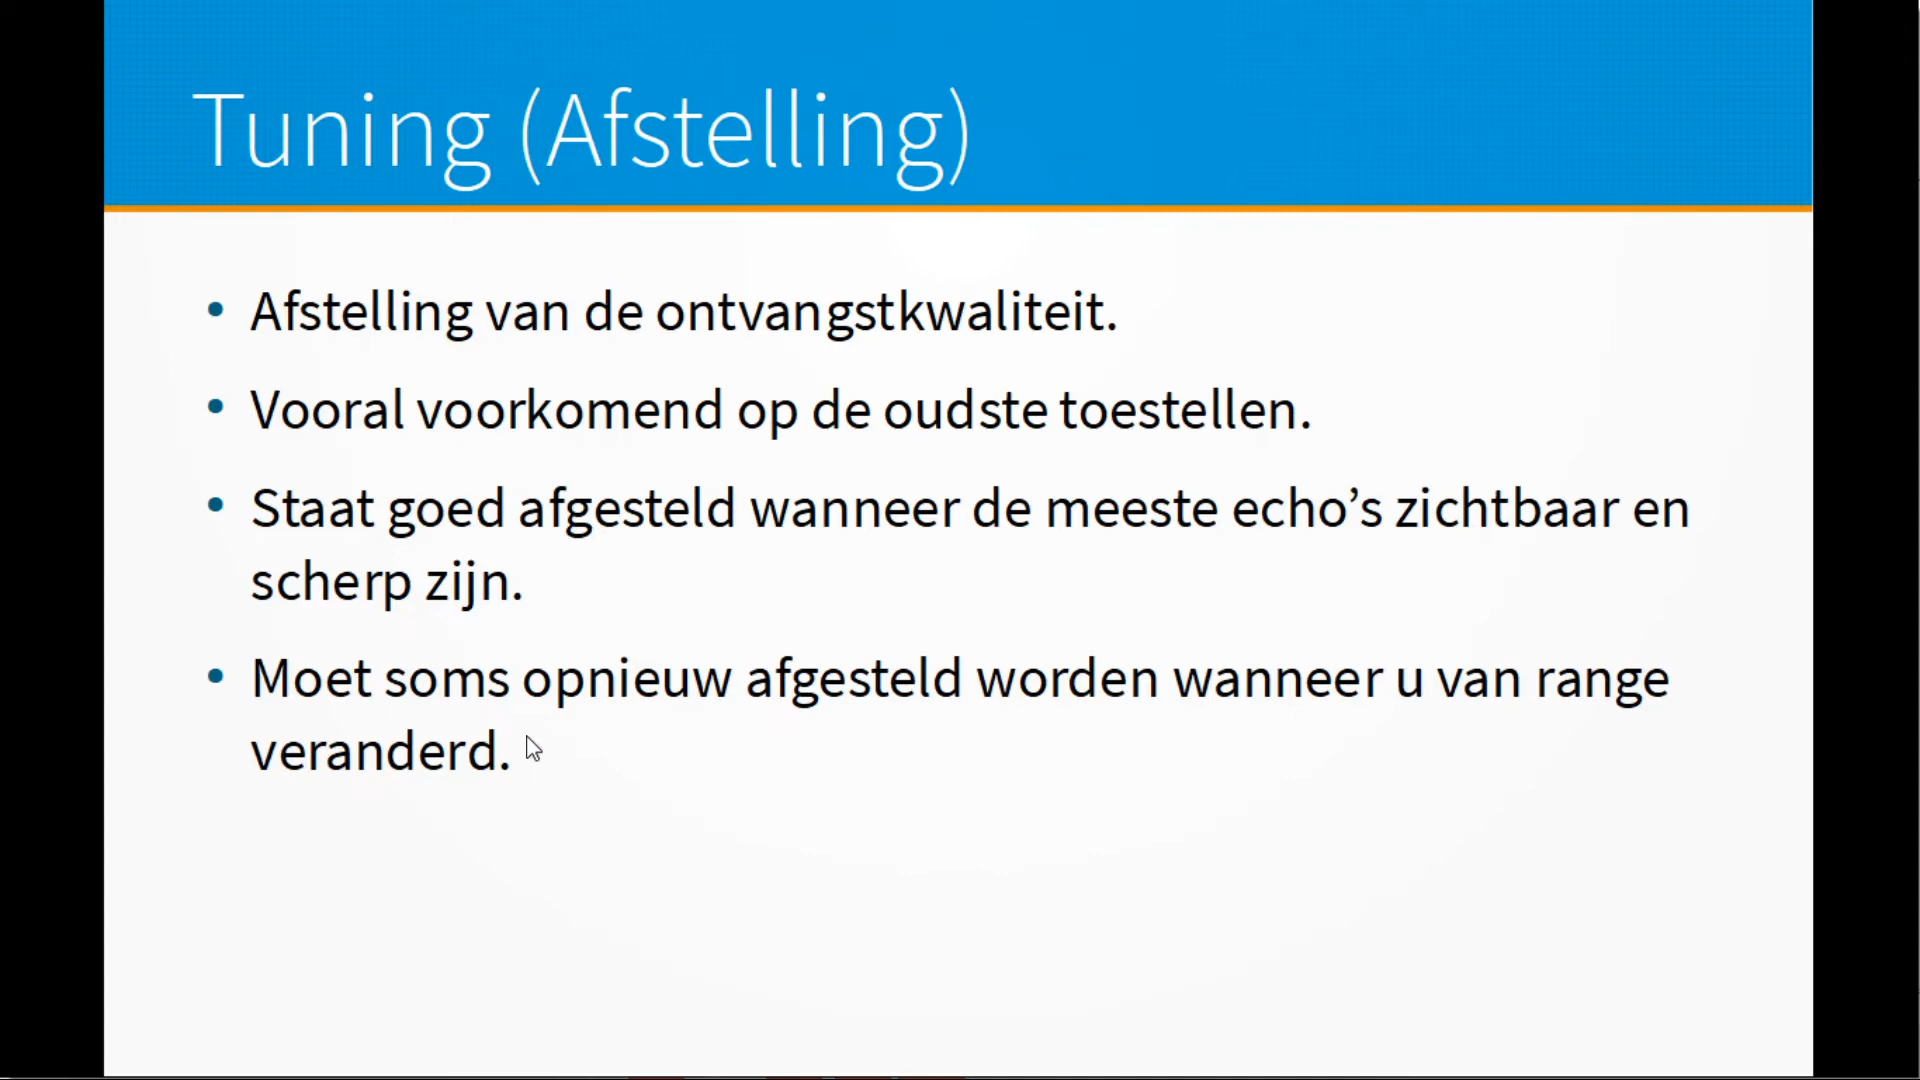 Tuning (Afstelling)
• Afstelling van de ontvangstkwaliteit.
• Vooral voorkomend op de oudste toestellen.
• Staat goed afgesteld wanneer de meeste echo’s zichtbaar en
scherp zijn.
• Moet soms opnieuw afgesteld worden wanneer u van range
veranderd.